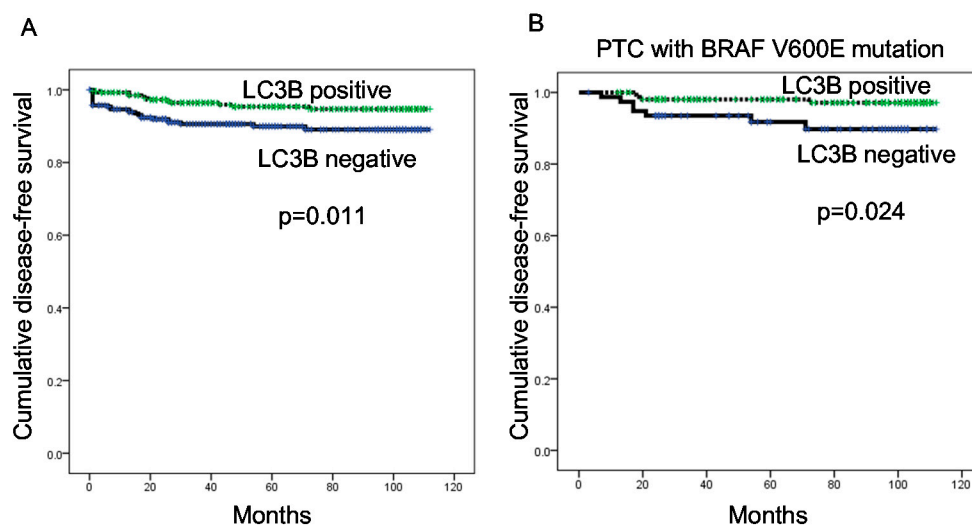 A
Cumulative disease-free survival
1.0
0.8
0.6
0.4
0.2
0.0
LC3B positive
LC3B negative
p=0.011
0 20 40 60 80 100 120
Months
B
PTC with BRAF V600E mutation
Cumulative disease-free survival
1.0
0.8
0.6
0.4
0.2
0.0
LC3B positive
LC3B negative
p=0.024
0 20 40 60 80 100 120
Months